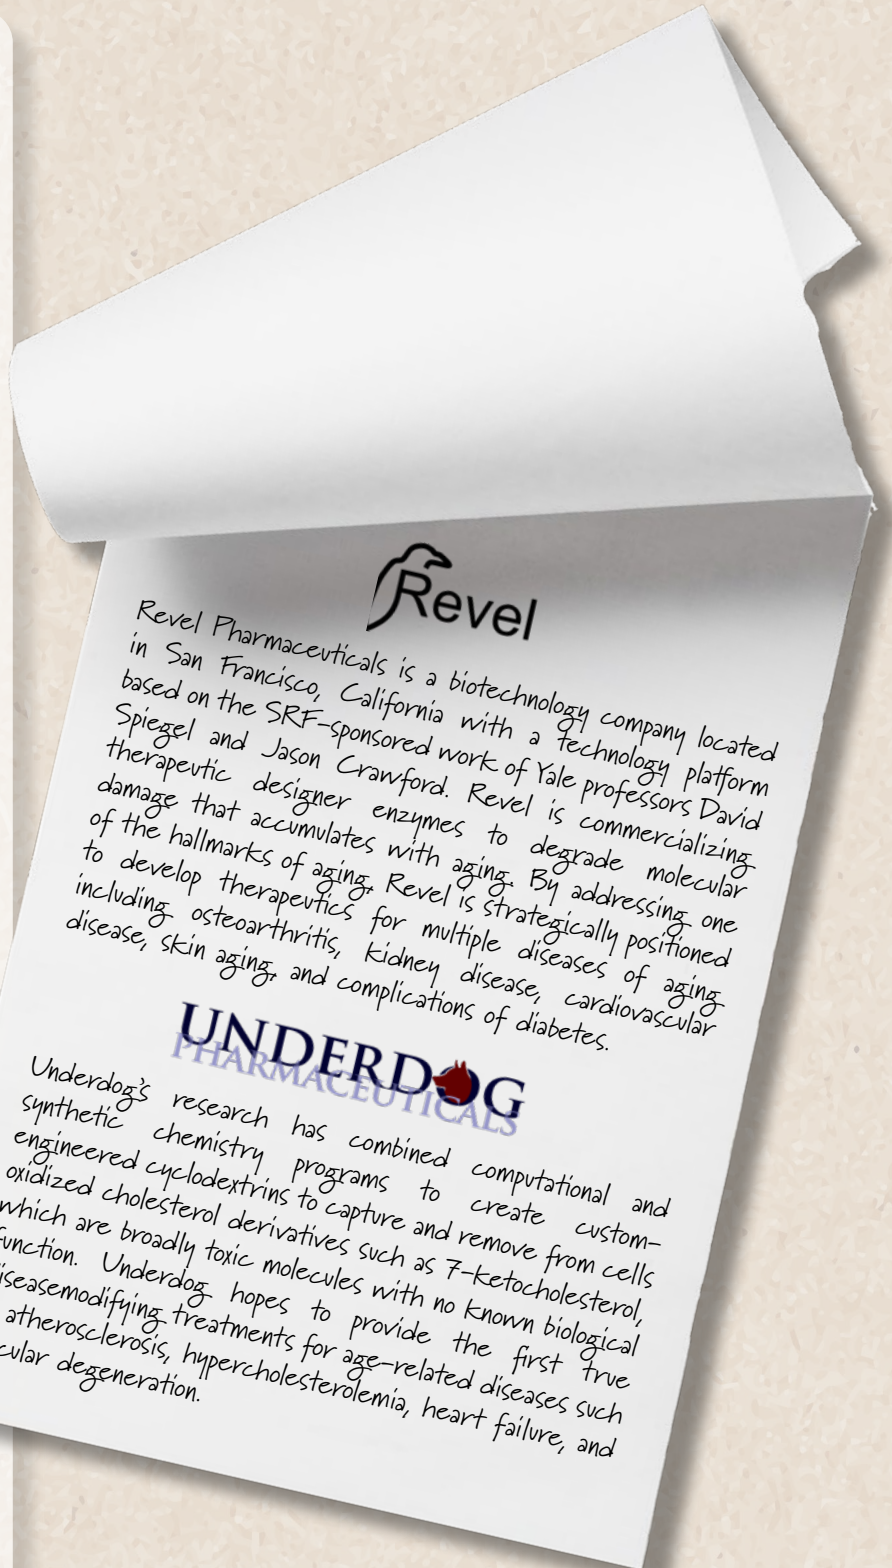 Revel
Revel Pharmaceuticals is a biotechnology company located
in San Francisco, California with a technology platform
based on the SRF-sponsored work of Yale professors David
Spiegel and Jason Crawford. Revel is commercializing
therapeutic designer enzymes to degrade molecular
damage that accumulates with aging. By addressing one
of the hallmarks of aging, Revel is strategically positioned
to develop therapeutics for multiple diseases of aging
including osteoarthritis, kidney disease, cardiovascular
disease, skin aging, and complications of diabetes.
UNDERDOG
PHARMACEUTICALS
Underdog's research has combined computational and
synthetic chemistry programs to create custom-
engineered cyclodextrins to capture and remove from cells
oxidized cholesterol derivatives such as 7-ketocholesterol,
which are broadly toxic molecules with no known biological
function. Underdog hopes to provide the first true
iseasemodifying treatments for age-related diseases such
atherosclerosis, hypercholesterolemia, heart failure, and
cular degeneration.